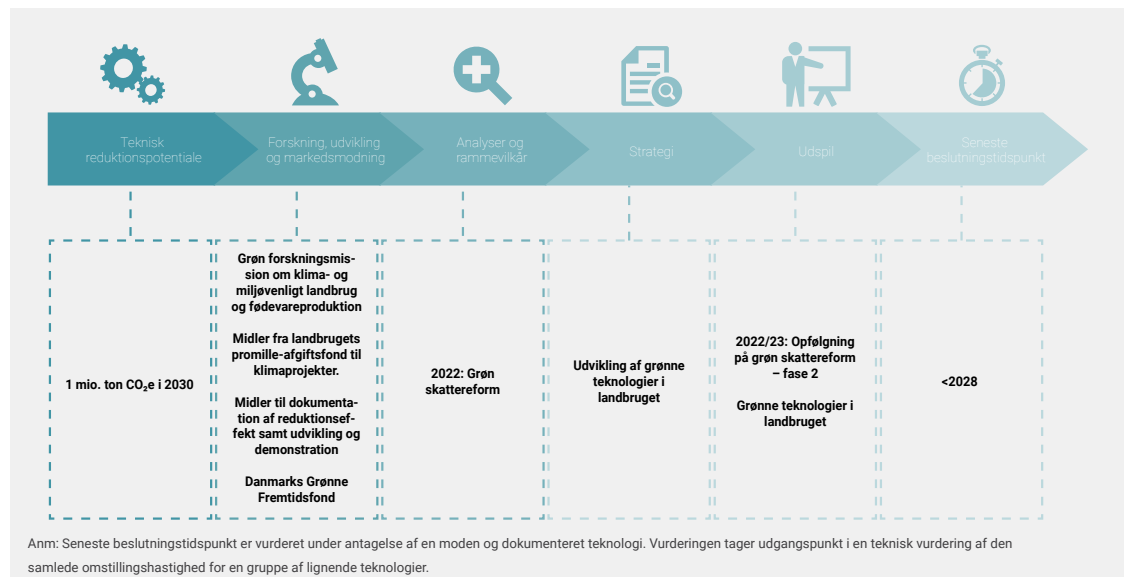 Teknisk
reduktionspotentiale
Forskning, udvikling
og markedsmodning
Analyser og
rammevilkår
Strategi
Udspil
Seneste
beslutningstidspunkt
1 mio. ton CO₂e i 2030
Grøn forskningsmis-
sion om klima- og
miljøvenligt landbrug
og fødevareproduktion
Midler fra landbrugets
promille-afgiftsfond til
klimaprojekter.
Midler til dokumenta-
tion af reduktionsef-
fekt samt udvikling og
demonstration
Danmarks Grønne
Fremtidsfond
2022: Grøn
skattereform
Udvikling af grønne
teknologier i
landbruget
2022/23: Opfølgning
på grøn skattereform
– fase 2
Grønne teknologier i
landbruget
<2028
Anm: Seneste beslutningstidspunkt er vurderet under antagelse af en moden og dokumenteret teknologi. Vurderingen tager udgangspunkt i en teknisk vurdering af den
samlede omstillingshastighed for en gruppe af lignende teknologier.